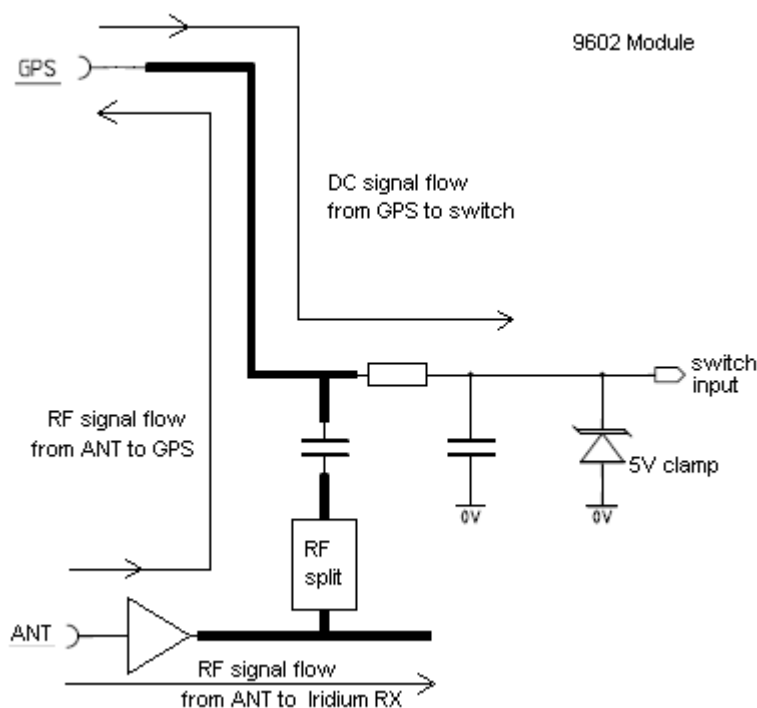 9602 Module
GPS
DC signal flow
from GPS to switch
switch
input
RF signal flow
from ANT to GPS
5V clamp
0V
0V
RF
split
ANT
RF signal flow
from ANT to Iridium RX